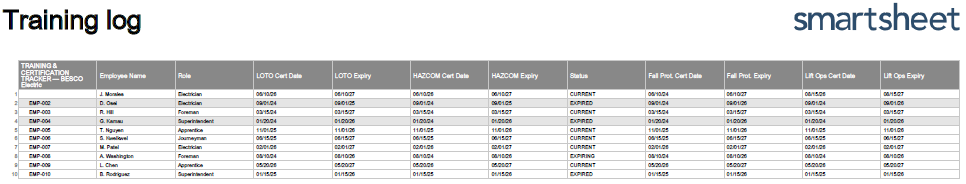 Training log
smartsheet
TRAINING & CERTIFICATION TRACKER — BESCO Electric Employee Name Role LOTO Cert Date LOTO Expiry HAZCOM Cert Date HAZCOM Expiry Status Fall Prot. Cert Date Fall Prot. Expiry Lift Ops Cert Date Lift Ops Expiry
1 J. Morales Electrician 06/10/26 06/10/27 06/10/26 06/10/27 CURRENT 06/10/26 06/10/27 08/15/26 08/15/27
2 EMP-002 D. Osei Electrician 09/01/24 09/01/25 09/01/24 09/01/25 EXPIRED 09/01/24 09/01/26 09/01/24 09/01/26
3 EMP-003 R. Hill Foreman 03/15/24 03/15/27 03/15/24 03/15/27 CURRENT 03/15/24 03/15/27 03/15/24 03/15/27
4 EMP-004 G. Kamau Superintendent 01/20/24 01/20/26 01/20/24 01/20/26 EXPIRED 01/20/24 01/20/26 01/20/24 01/20/26
5 EMP-005 T. Nguyen Apprentice 11/01/25 11/01/26 11/01/25 11/01/26 CURRENT 11/01/25 11/01/26 11/01/25 11/01/26
6 EMP-006 Journeyman 06/15/25 06/15/27 06/15/25 06/15/27 CURRENT 06/15/25 06/15/27 06/15/25 06/15/27
7 EMP-007 M. Patel Electrician 02/01/26 02/01/27 02/01/26 02/01/27 CURRENT 02/01/26 02/01/27 02/01/26 02/01/27
8 EMP-008 A. Washington Foreman 08/10/24 08/10/26 08/10/24 08/10/26 EXPIRING 08/10/24 08/10/26 08/10/24 08/10/26
9 EMP-009 L. Chen Apprentice 05/20/26 05/20/27 05/20/26 05/20/27 CURRENT 05/20/26 05/20/27 05/20/26 05/20/27
10 EMP-010 B. Rodriguez Superintendent 01/15/25 01/15/26 01/15/25 01/15/26 EXPIRED 01/15/25 01/15/26 01/15/25 01/15/26